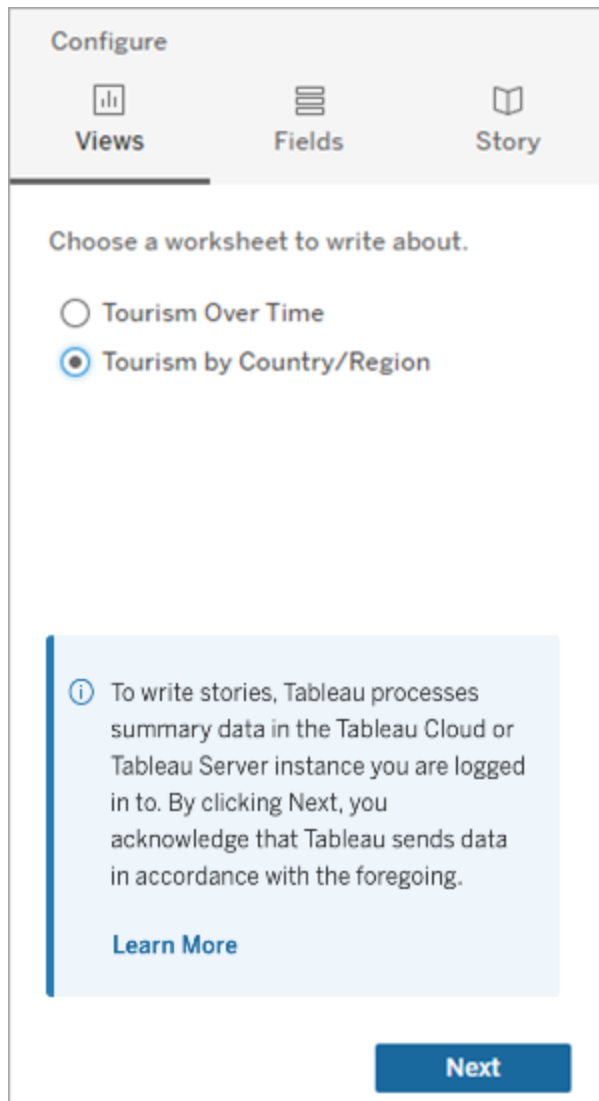 Configure
Views
Fields
Story
Choose a worksheet to write about.
Tourism Over Time
Tourism by Country/Region
To write stories, Tableau processes
summary data in the Tableau Cloud or
Tableau Server instance you are logged
in to. By clicking Next, you
acknowledge that Tableau sends data
in accordance with the foregoing.
Learn More
Next